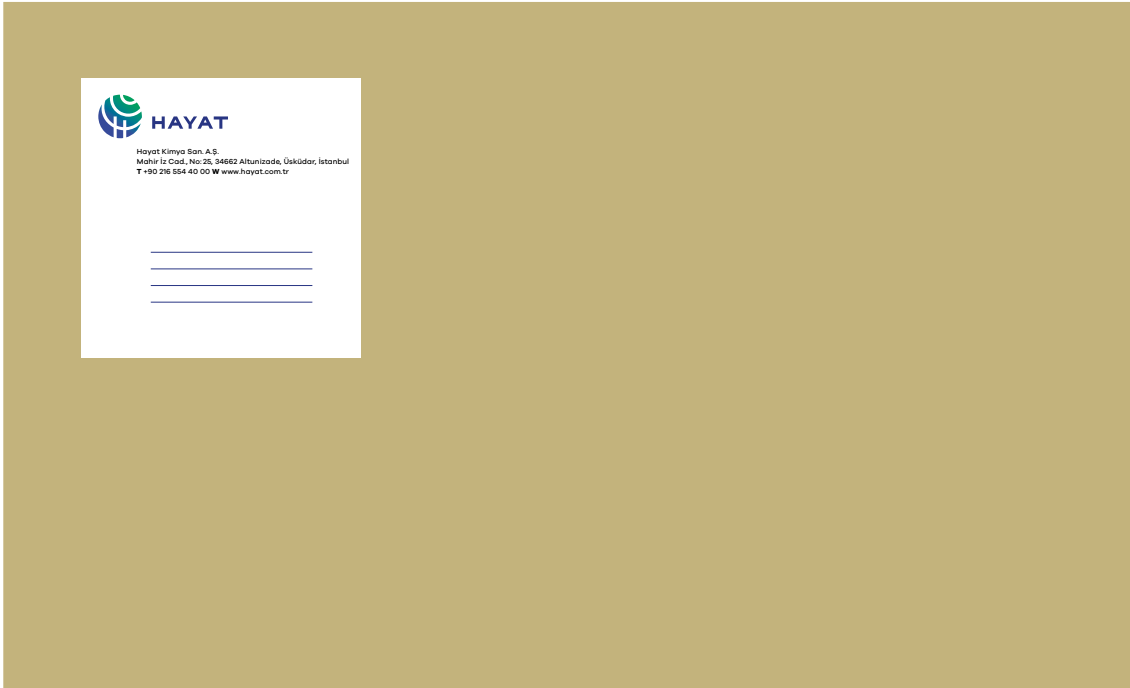 HAYAT
Hayat Kimya San. A.Ş.
Mahir İz Cad., No: 25, 34662 Altunizade, Üsküdar, İstanbul
T +90 216 554 40 00 W www.hayat.com.tr